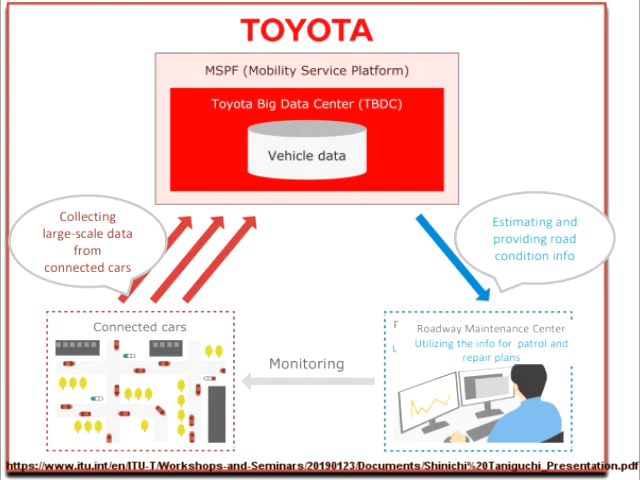 TOYOTA
MSPF (Mobility Service Platform)
Toyota Big Data Center (TBDC)
Vehicle data
Collecting
large-scale data
from
connected cars
Estimating and
providing road
condition info
Connected cars
Monitoring
Roadway Maintenance Center
Utilizing the info for patrol and
repair plans
https://www.itu.int/en/ITU-T/Workshops-and-Seminars/20190123/Documents/Shinichi%20Taniguchi_Presentation.pdf